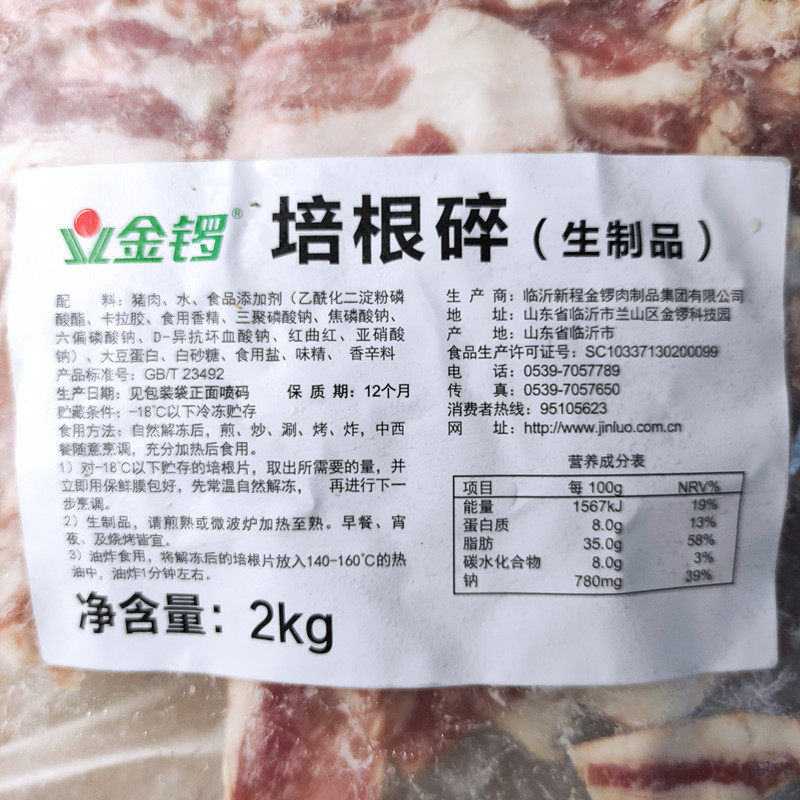 金锣® 培根碎（生制品）
配 料：猪肉、水、食品添加剂（乙酰化二淀粉磷
酸酯、卡拉胶、食用香精、三聚磷酸钠、焦磷酸钠、
六偏磷酸钠、D-异抗坏血酸钠、红曲红、亚硝酸
钠）、大豆蛋白、白砂糖、食用盐、味精、 香辛料
产品标准号：GB/T 23492
生产日期：见包装袋正面喷码 保 质 期：12个月
贮藏条件：-18℃以下冷冻贮存
食用方法：自然解冻后，煎、炒、涮、烤、炸，中西
餐随意烹调，充分加热后食用。
1）对-18℃以下贮存的培根片，取出所需要的量，并
立即用保鲜膜包好，先常温自然解冻， 再进行下一
步烹调。
2）生制品，请煎熟或微波炉加热至熟。早餐、宵
夜、及烧烤皆宜。
3）油炸食用，将解冻后的培根片放入140-160℃的热
油中，油炸1分钟左右。
净含量：2kg
生 产 商：临沂新程金锣肉制品集团有限公司
地 址：山东省临沂市兰山区金锣科技园
产 地：山东省临沂市
食品生产许可证号：SC10337130200099
电 话：0539-7057789
传 真：0539-7057650
消费者热线：95105623
网 址：http://www.jinluo.com.cn
营养成分表
项目 每 100g NRV%
能量 1567kJ 19%
蛋白质 8.0g 13%
脂肪 35.0g 58%
碳水化合物 8.0g 3%
钠 780mg 39%